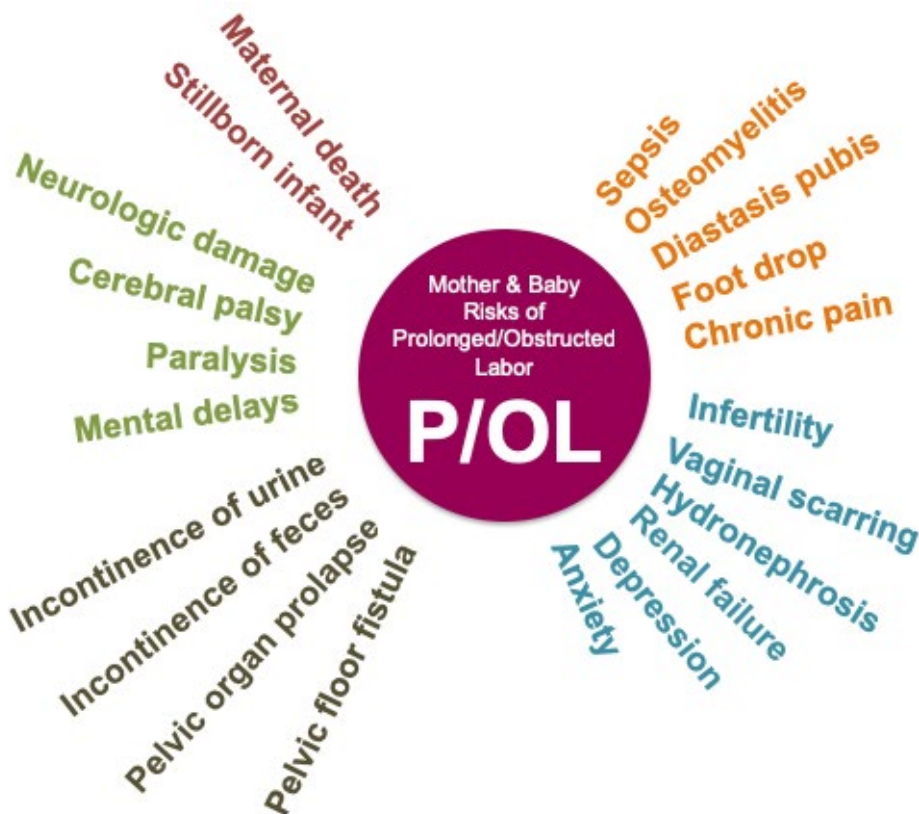 Mother & Baby
Risks of
Prolonged/Obstructed
Labor
P/OL
Maternal death
Stillborn infant
Neurologic damage
Cerebral palsy
Paralysis
Mental delays
Incontinence of urine
Incontinence of feces
Pelvic organ prolapse
Pelvic floor fistula
Sepsis
Osteomyelitis
Diastasis pubis
Foot drop
Chronic pain
Infertility
Vaginal scarring
Hydronephrosis
Renal failure
Depression
Anxiety